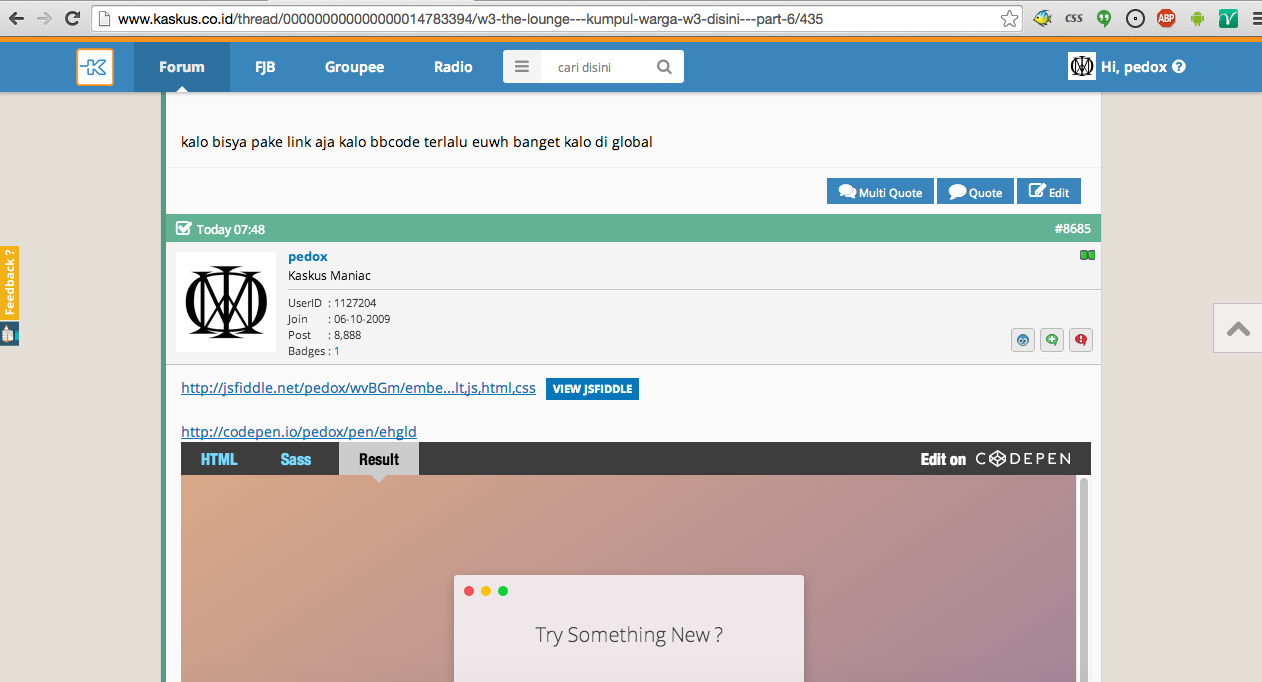 www.kaskus.co.id/thread/000000000000000014783394/w3-the-lounge---kumpul-warga-w3-disini---part-6/435
CSS
ABP
Forum FJB Groupee Radio cari disini Hi, pedox
kalo bisya pake link aja kalo bbcode terlalu euwh banget kalo di global
Multi Quote Quote Edit
Today 07:48 #8685
Feedback ?
pedox
Kaskus Maniac
UserID : 1127204
Join : 06-10-2009
Post : 8,888
Badges : 1
http://jsfiddle.net/pedox/wvBGm/embe...lt,js,html,css VIEW JSFIDDLE
http://codepen.io/pedox/pen/ehgld
HTML Sass Result Edit on CODEPEN
Try Something New ?